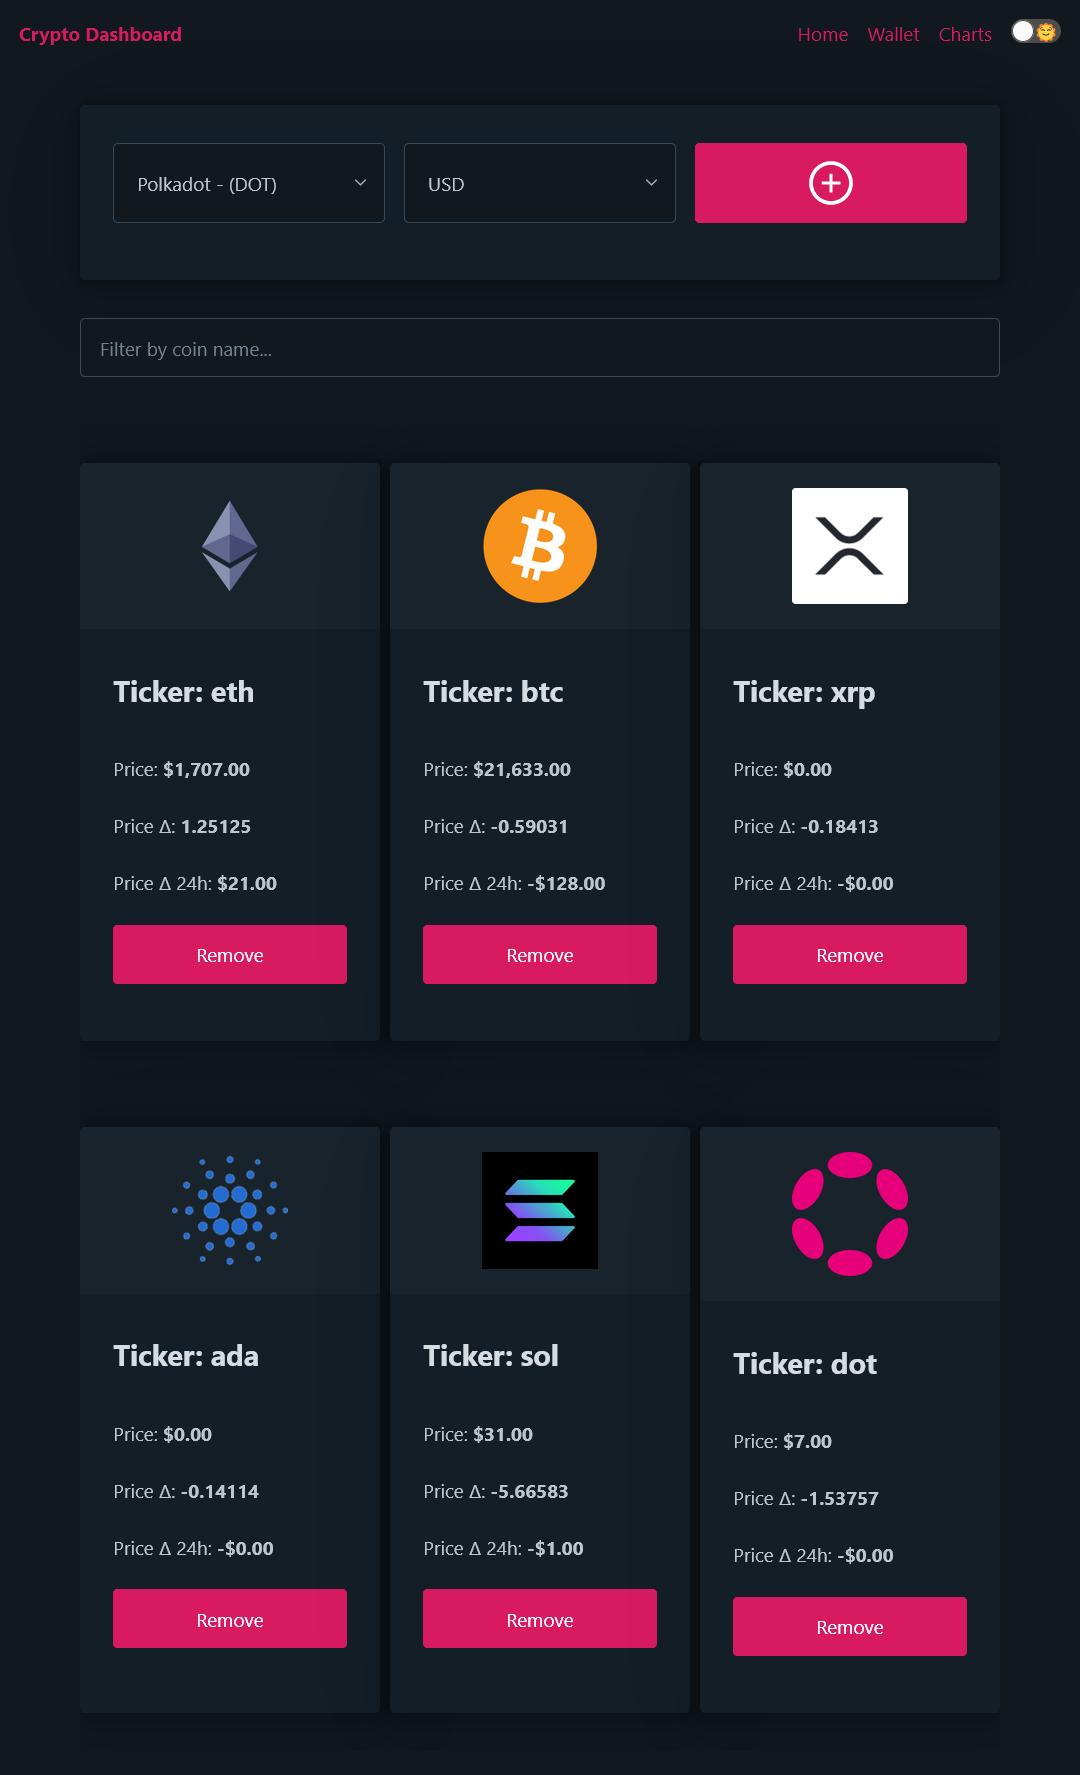 Crypto Dashboard
Home Wallet Charts
Polkadot - (DOT)
USD
Filter by coin name...
Ticker: eth
Price: $1,707.00
Price Δ: 1.25125
Price Δ 24h: $21.00
Remove
Ticker: btc
Price: $21,633.00
Price Δ: -0.59031
Price Δ 24h: -$128.00
Remove
Ticker: xrp
Price: $0.00
Price Δ: -0.18413
Price Δ 24h: -$0.00
Remove
Ticker: ada
Price: $0.00
Price Δ: -0.14114
Price Δ 24h: -$0.00
Remove
Ticker: sol
Price: $31.00
Price Δ: -5.66583
Price Δ 24h: -$1.00
Remove
Ticker: dot
Price: $7.00
Price Δ: -1.53757
Price Δ 24h: -$0.00
Remove